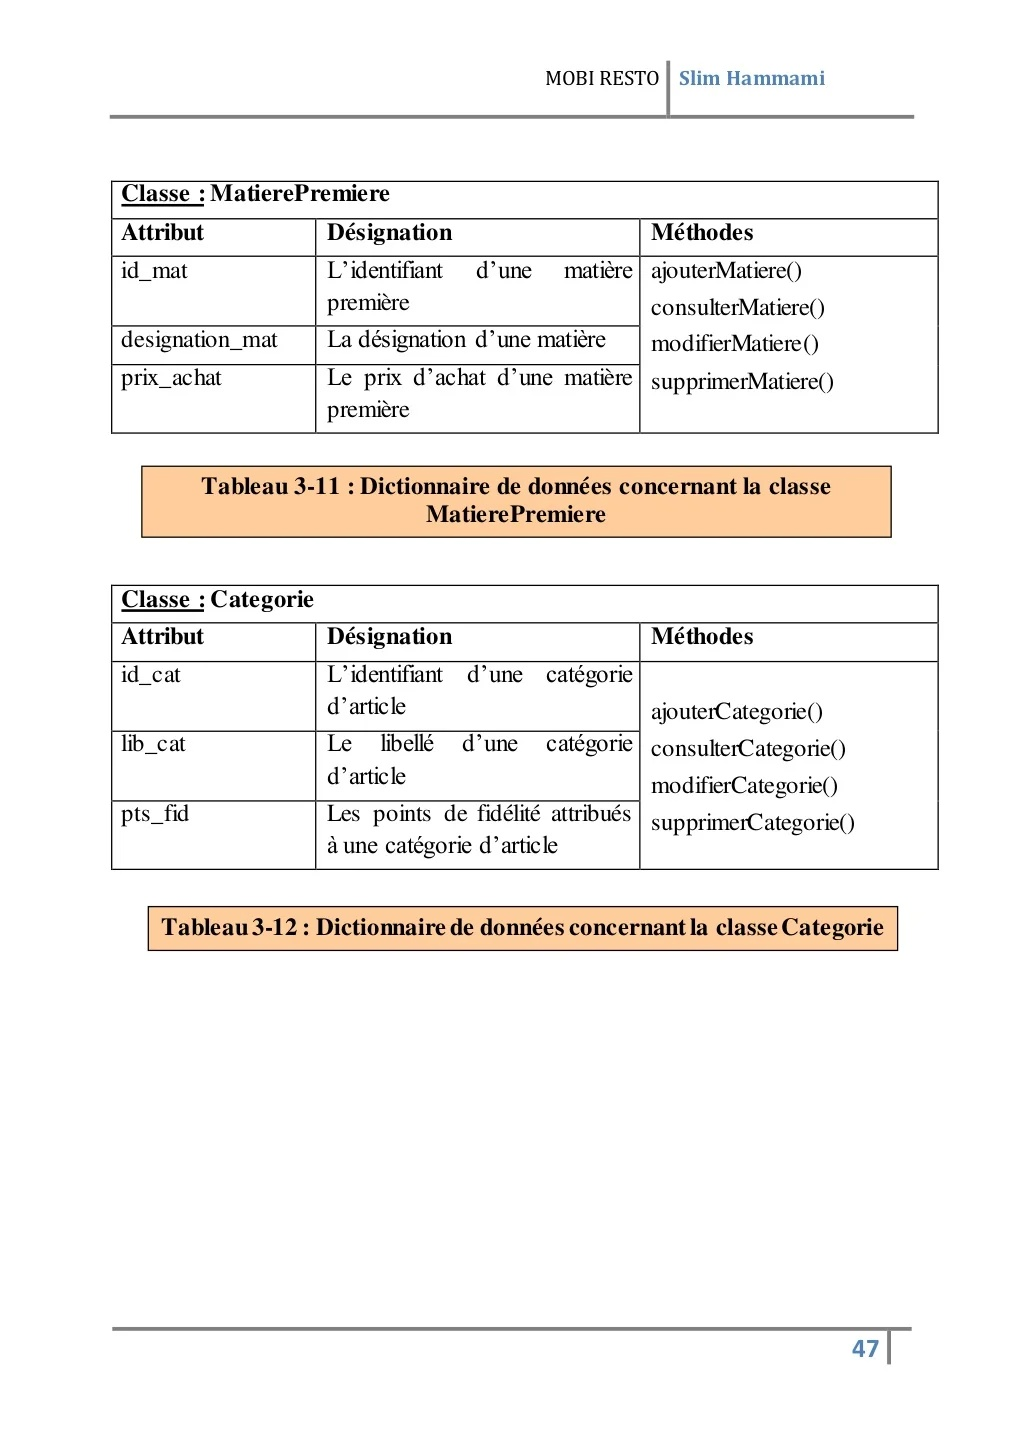 MOBI RESTO Slim Hammami
Classe : MatierePremiere
Attribut Désignation Méthodes
id_mat L’identifiant d’une matière
première
designation_mat La désignation d’une matière
prix_achat Le prix d’achat d’une matière
première
ajouterMatiere()
consulterMatiere()
modifierMatiere()
supprimerMatiere()
Tableau 3-11 : Dictionnaire de données concernant la classe
MatierePremiere
Classe : Categorie
Attribut Désignation Méthodes
id_cat L’identifiant d’une catégorie
d’article
lib_cat Le libellé d’une catégorie
d’article
pts_fid Les points de fidélité attribués
à une catégorie d’article
ajouterCategorie()
consulterCategorie()
modifierCategorie()
supprimerCategorie()
Tableau 3-12 : Dictionnaire de données concernant la classe Categorie
47